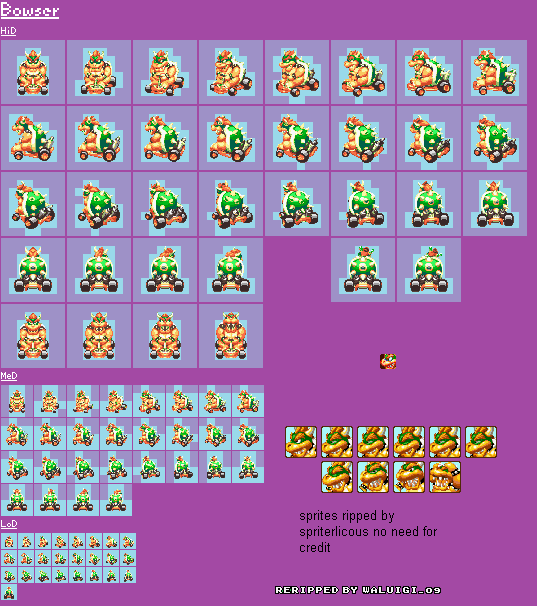 Bowser
HiD
MeD
LoD
sprites ripped by
spriterlicous no need for
credit
RERIPPED BY WALUIGI_09